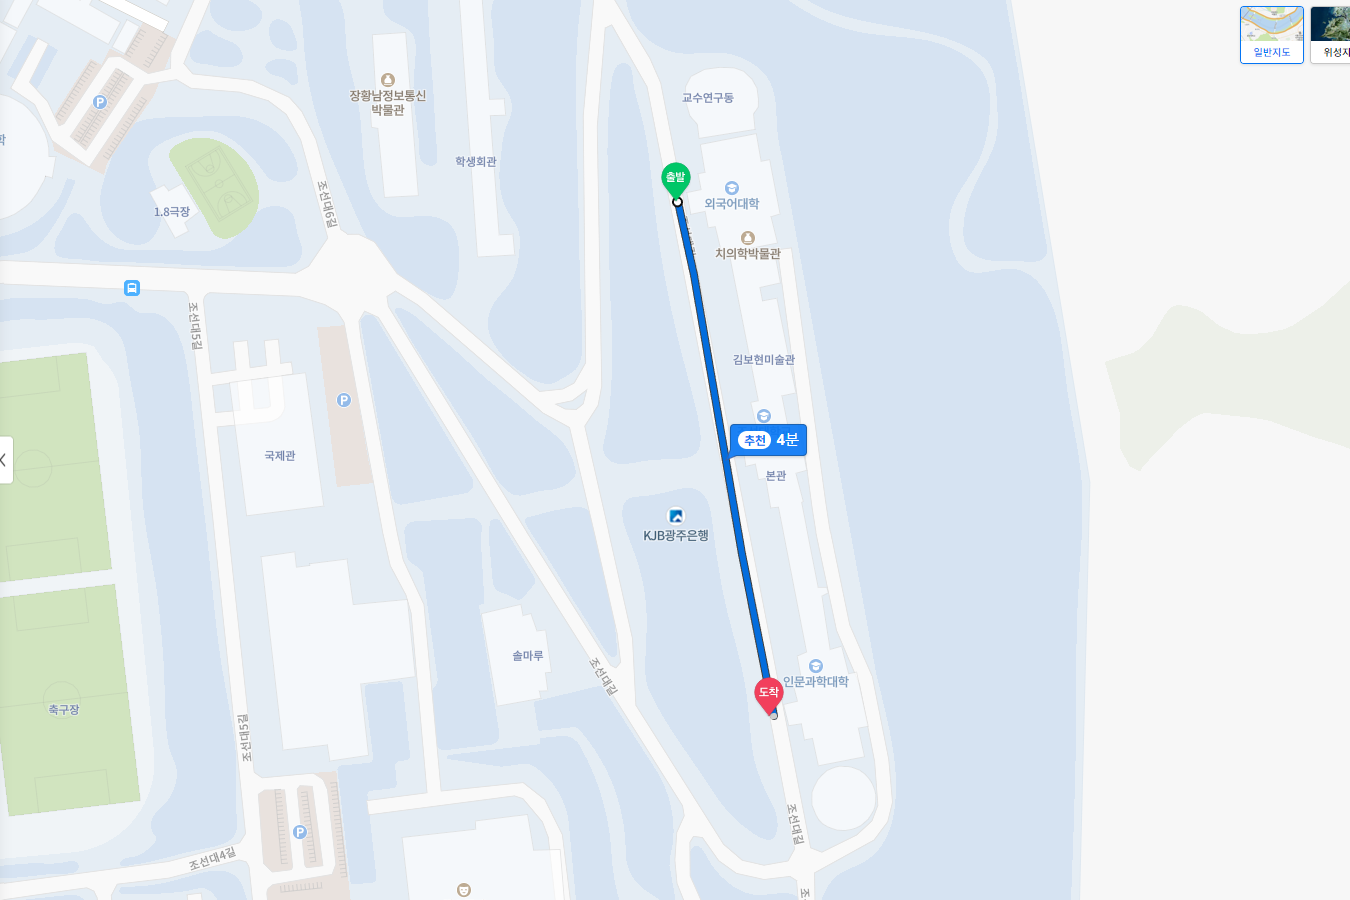 일반지도
위성지
장황남정보통신
박물관
교수연구동
학
학생회관
출발
외국어대학
1.8극장
조선대6길
치의학박물관
조선대5길
김보현미술관
P
P
추천 4분
국제관
본관
KJB광주은행
솔마루
조선대길
인문과학대학
도착
축구장
조선대5길
조선대길
P
조선대4길
조